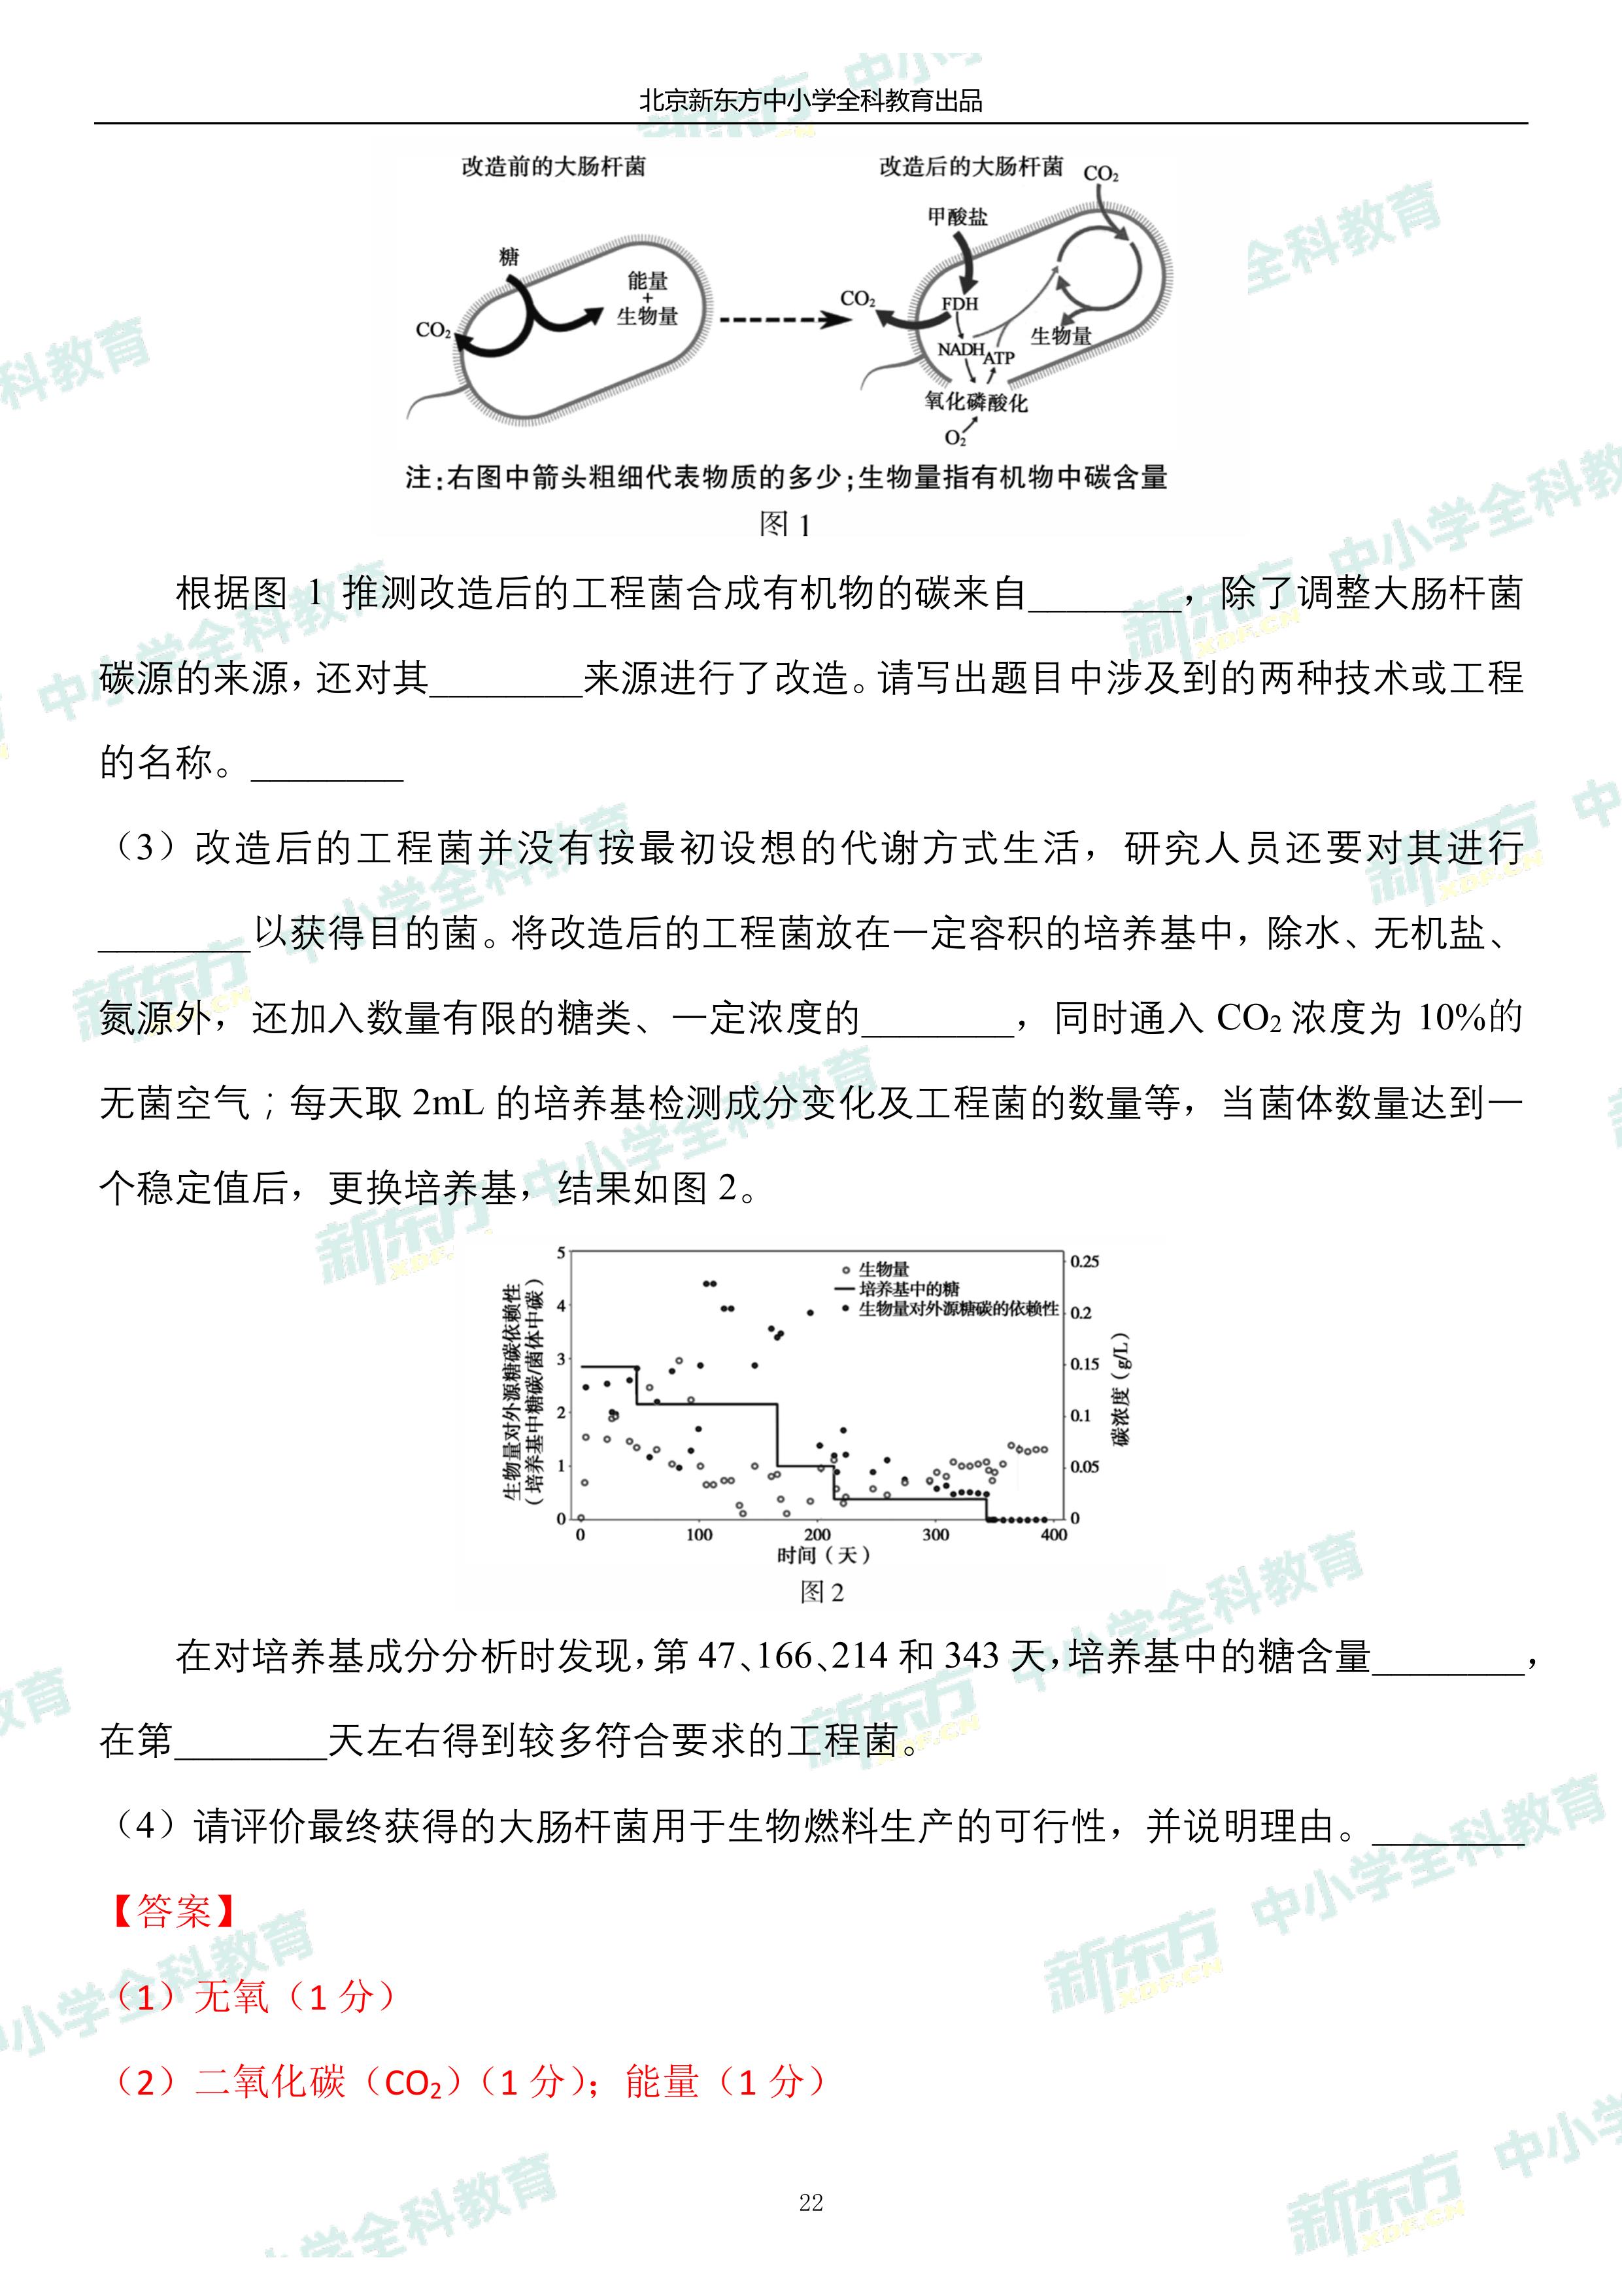 北京新东方中小学全科教育出品
改造前的大肠杆菌
改造后的大肠杆菌
CO₂
甲酸盐
糖
能量
+
生物量
CO₂
CO₂
FDH
NADH
ATP
生物量
氧化磷酸化
O₂
注:右图中箭头粗细代表物质的多少;生物量指有机物中碳含量
图 1
根据图 1 推测改造后的工程菌合成有机物的碳来自________，除了调整大肠杆菌
碳源的来源，还对其________来源进行了改造。请写出题目中涉及到的两种技术或工程
的名称。________
（3）改造后的工程菌并没有按最初设想的代谢方式生活，研究人员还要对其进行
________以获得目的菌。将改造后的工程菌放在一定容积的培养基中，除水、无机盐、
氮源外，还加入数量有限的糖类、一定浓度的________，同时通入 CO₂ 浓度为 10%的
无菌空气；每天取 2mL 的培养基检测成分变化及工程菌的数量等，当菌体数量达到一
个稳定值后，更换培养基，结果如图 2。
生物量对外源糖碳依赖性
(培养基中糖碳/菌体中碳)
5
4
3
2
1
0
生物量
培养基中的糖
生物量对外源糖碳的依赖性
0.25
0.2
0.15
0.1
0.05
0
碳浓度（g/L）
0 100 200 300 400
时间（天）
图 2
在对培养基成分分析时发现，第 47、166、214 和 343 天，培养基中的糖含量________，
在第________天左右得到较多符合要求的工程菌。
（4）请评价最终获得的大肠杆菌用于生物燃料生产的可行性，并说明理由。________
【答案】
（1）无氧（1 分）
（2）二氧化碳（CO₂）（1 分）；能量（1 分）
22
新东方 XDF.CN 中小学全科教育